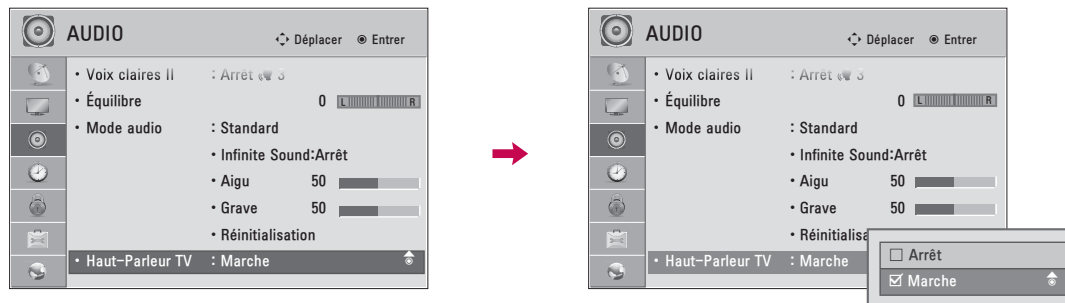 AUDIO
Déplacer Entrer
• Voix claires II : Arrêt 3
• Équilibre 0 L R
• Mode audio : Standard
• Infinite Sound:Arrêt
• Aigu 50
• Grave 50
• Réinitialisation
• Haut-Parleur TV : Marche
AUDIO
Déplacer Entrer
• Voix claires II : Arrêt 3
• Équilibre 0 L R
• Mode audio : Standard
• Infinite Sound:Arrêt
• Aigu 50
• Grave 50
• Réinitialisa
• Haut-Parleur TV : Marche
Arrêt
Marche